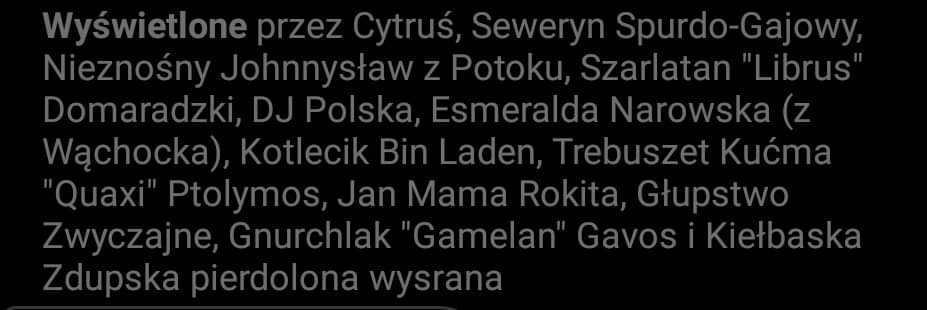 Wyświetlone przez Cytruś, Seweryn Spurdo-Gajowy,
Nieznośny Johnnysław z Potoku, Szarlatan "Librus"
Domaradzki, DJ Polska, Esmeralda Narowska (z
Wąchocka), Kotlecik Bin Laden, Trebuszet Kućma
"Quaxi" Ptolymos, Jan Mama Rokita, Głupstwo
Zwyczajne, Gnurchlak "Gamelan" Gavos i Kiełbaska
Zdupska pierdolona wysrana